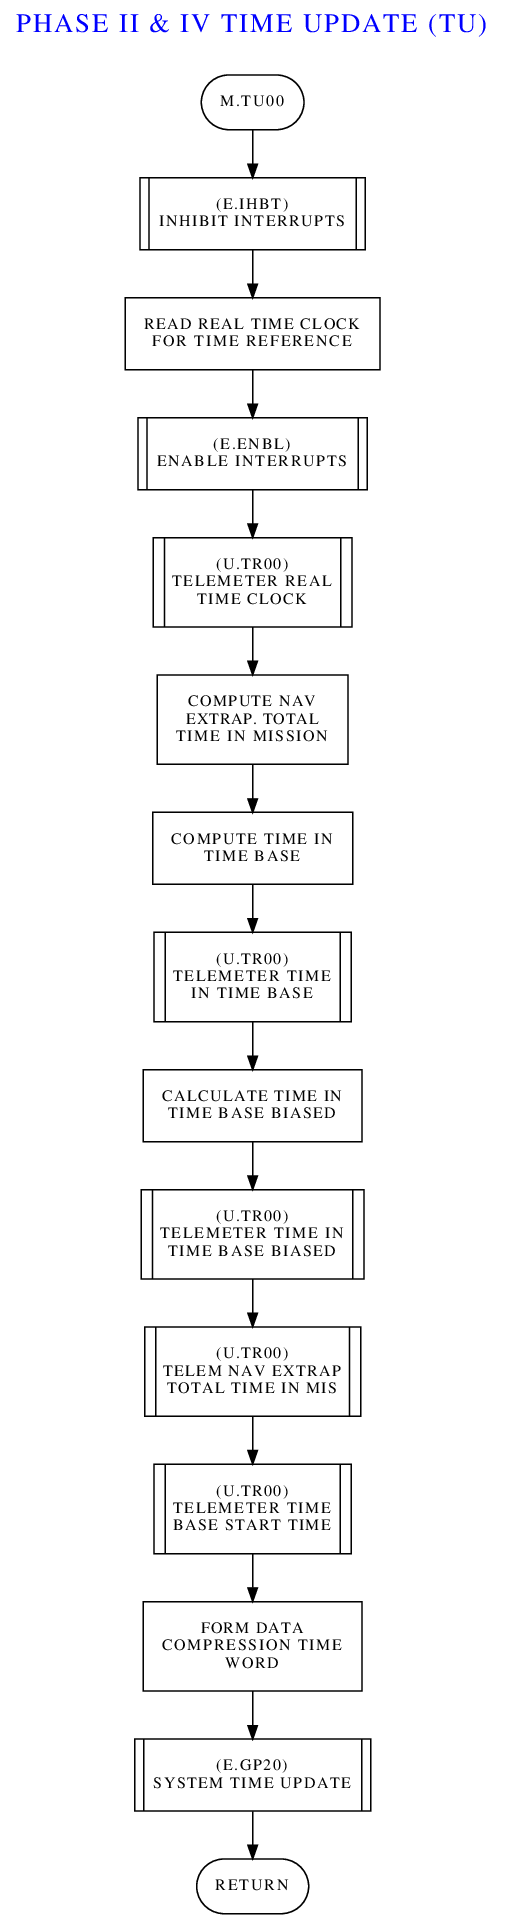 PHASE II & IV TIME UPDATE (TU)
M.TU00
(E.IHBT)
INHIBIT INTERRUPTS
READ REAL TIME CLOCK
FOR TIME REFERENCE
(E.ENBL)
ENABLE INTERRUPTS
(U.TR00)
TELEMETER REAL
TIME CLOCK
COMPUTE NAV
EXTRAP. TOTAL
TIME IN MISSION
COMPUTE TIME IN
TIME BASE
(U.TR00)
TELEMETER TIME
IN TIME BASE
CALCULATE TIME IN
TIME BASE BIASED
(U.TR00)
TELEMETER TIME IN
TIME BASE BIASED
(U.TR00)
TELEM NAV EXTRAP
TOTAL TIME IN MIS
(U.TR00)
TELEMETER TIME
BASE START TIME
FORM DATA
COMPRESSION TIME
WORD
(E.GP20)
SYSTEM TIME UPDATE
RETURN